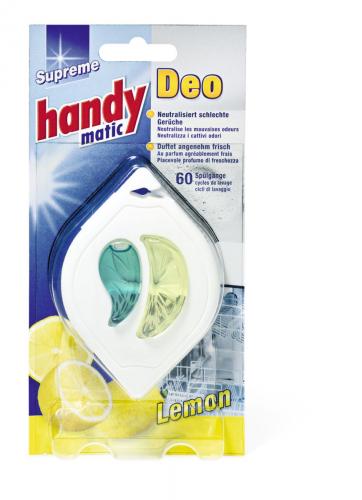 Supreme
handy
matic
Deo
Neutralisiert schlechte
Gerüche
Neutralise les mauvaises odeurs
Neutralizza i cattivi odori
Duftet angenehm frisch
Au parfum agréablement frais
Piacevole profumo di freschezza
60 Spülgänge
cycles de lavage
cicli di lavaggio
Lemon